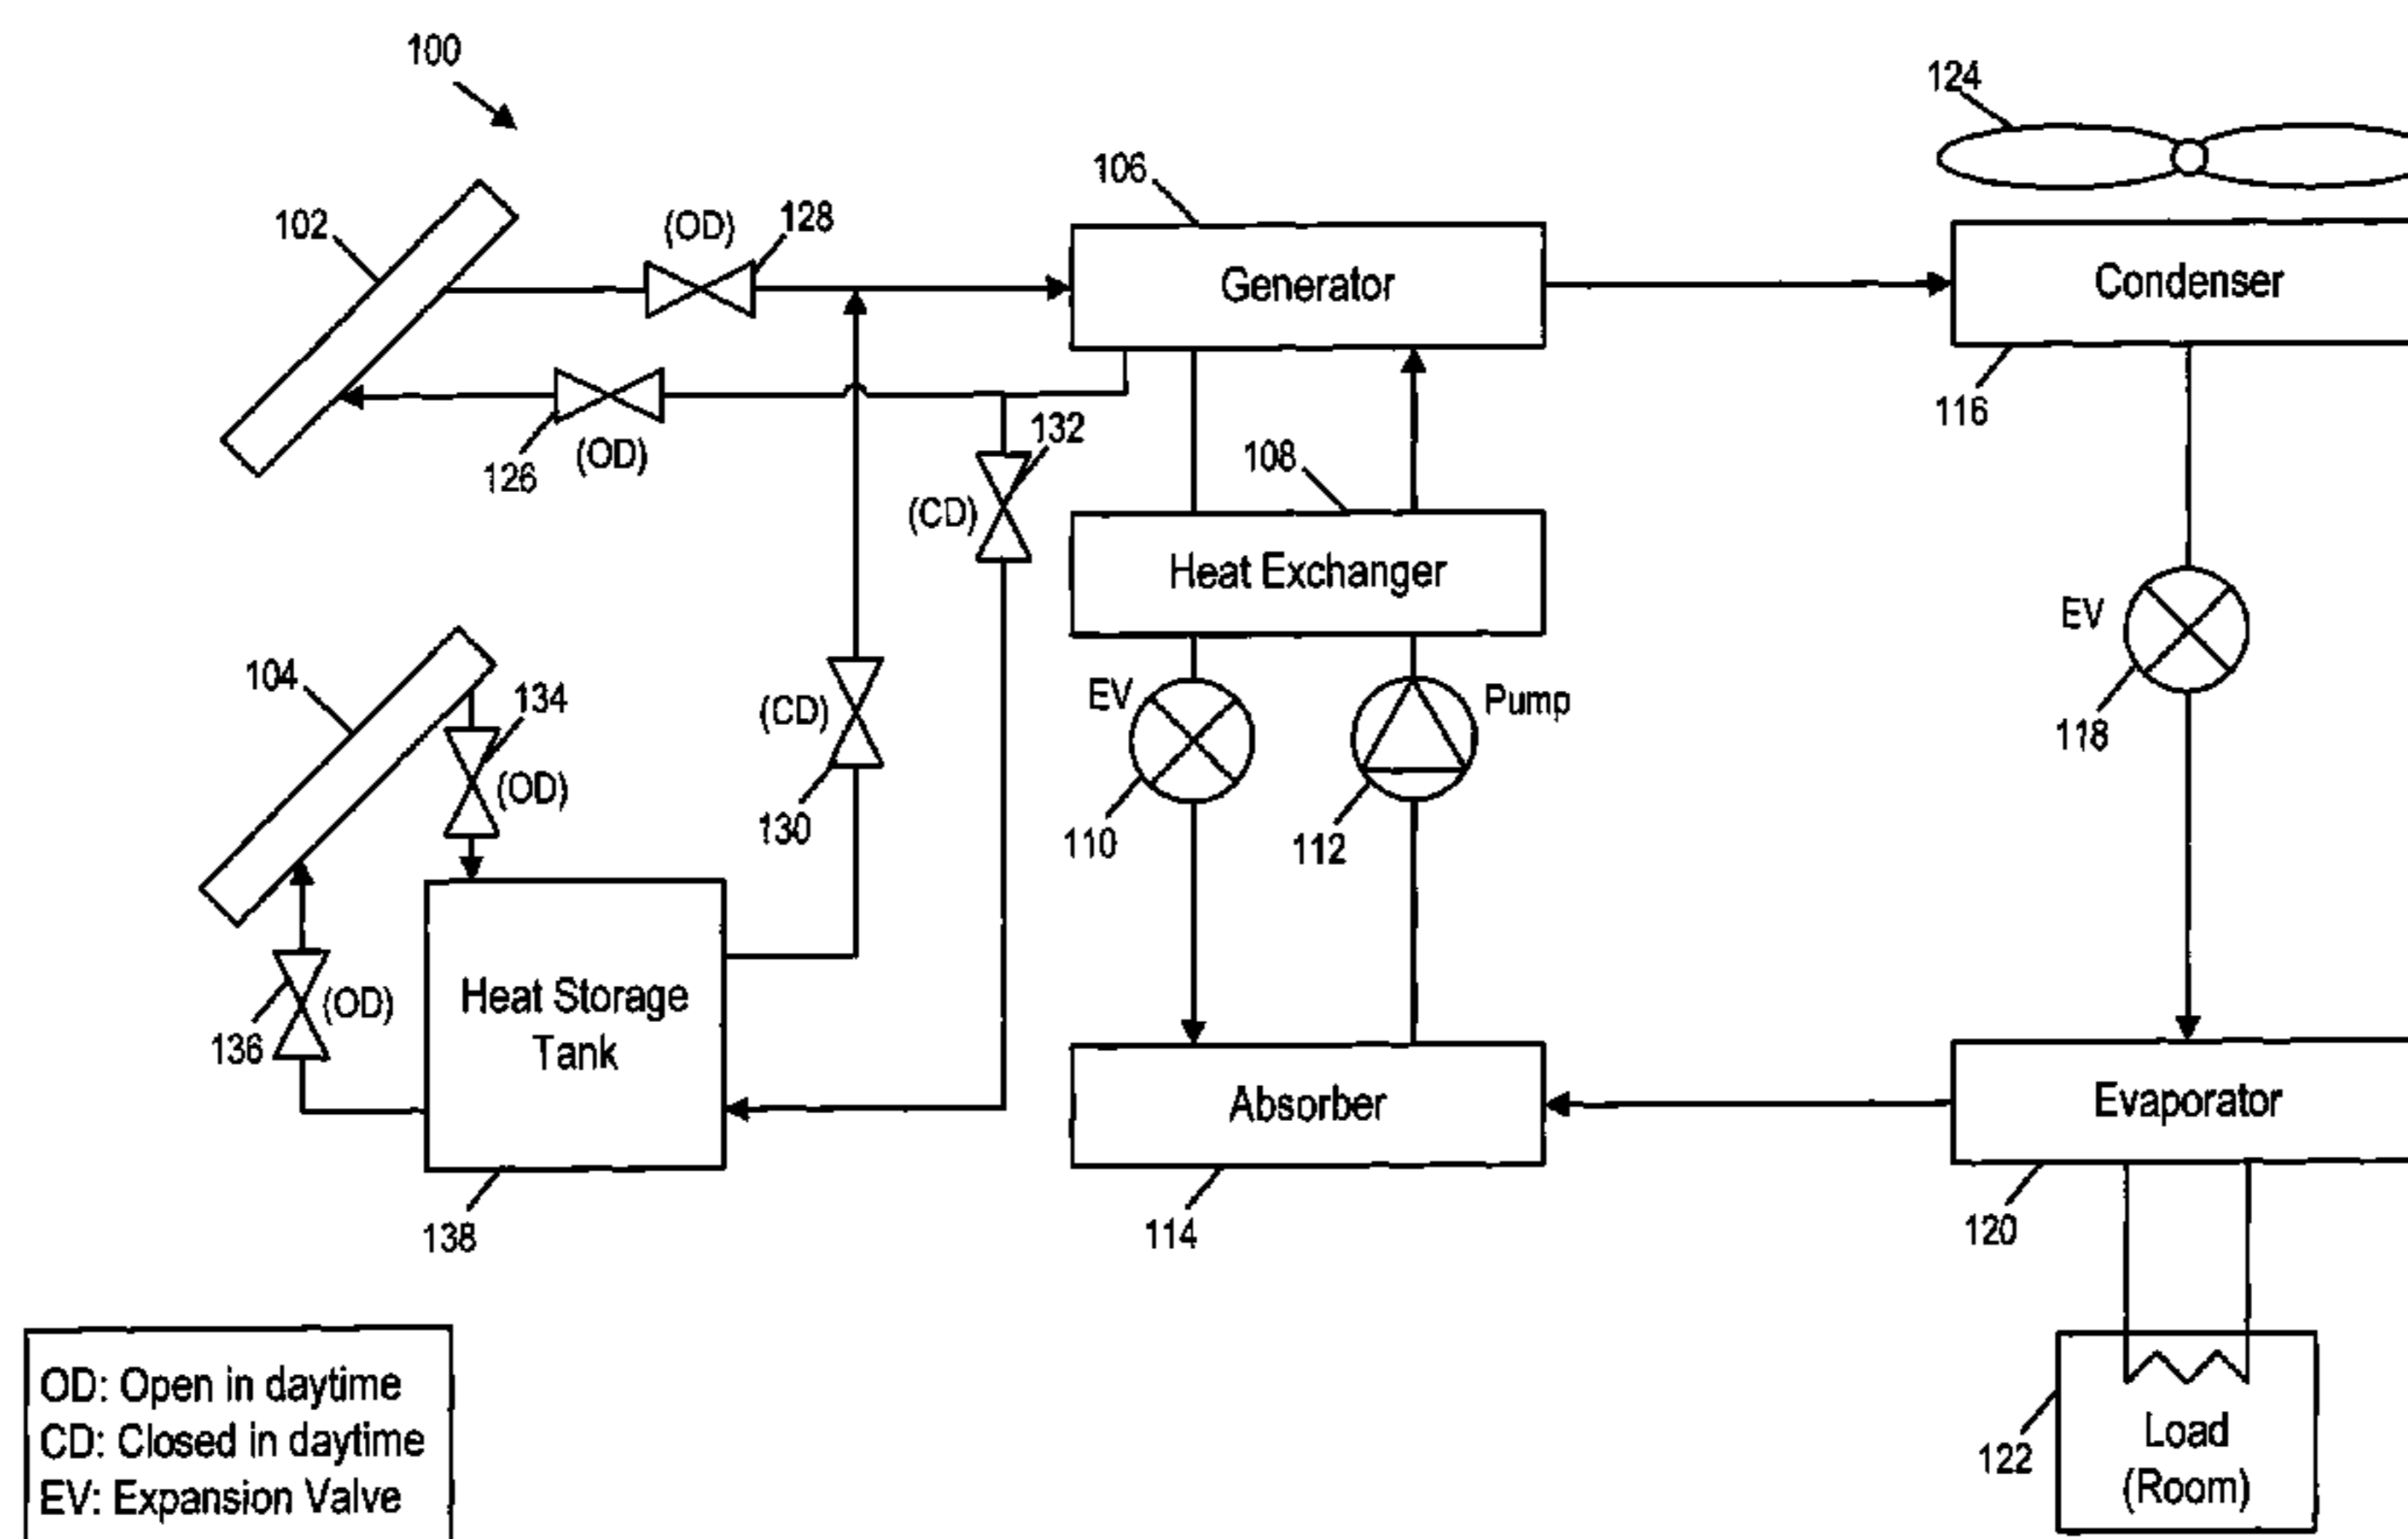 100
124
106
102
(OD)
128
Generator
Condenser
126
(OD)
132
116
108
(CD)
Heat Exchanger
EV
104
134
(CD)
EV
Pump
118
(OD)
130
110
112
136
(OD)
Heat Storage
Tank
Absorber
Evaporator
138
114
120
OD: Open in daytime
CD: Closed in daytime
EV: Expansion Valve
122
Load
(Room)